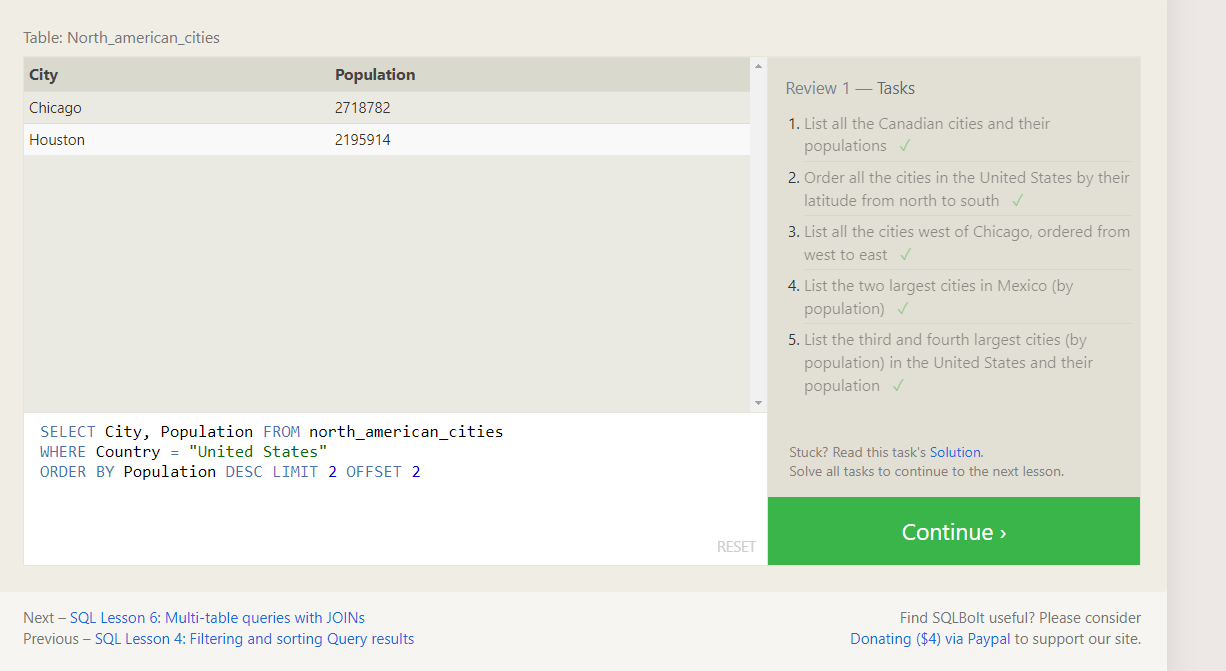 Table: North_american_cities
City Population
Chicago 2718782
Houston 2195914
SELECT City, Population FROM north_american_cities
WHERE Country = "United States"
ORDER BY Population DESC LIMIT 2 OFFSET 2
RESET
Review 1 — Tasks
1. List all the Canadian cities and their
populations ✓
2. Order all the cities in the United States by their
latitude from north to south ✓
3. List all the cities west of Chicago, ordered from
west to east ✓
4. List the two largest cities in Mexico (by
population) ✓
5. List the third and fourth largest cities (by
population) in the United States and their
population ✓
Stuck? Read this task's Solution.
Solve all tasks to continue to the next lesson.
Continue ›
Next – SQL Lesson 6: Multi-table queries with JOINs
Previous – SQL Lesson 4: Filtering and sorting Query results
Find SQLBolt useful? Please consider
Donating ($4) via Paypal to support our site.